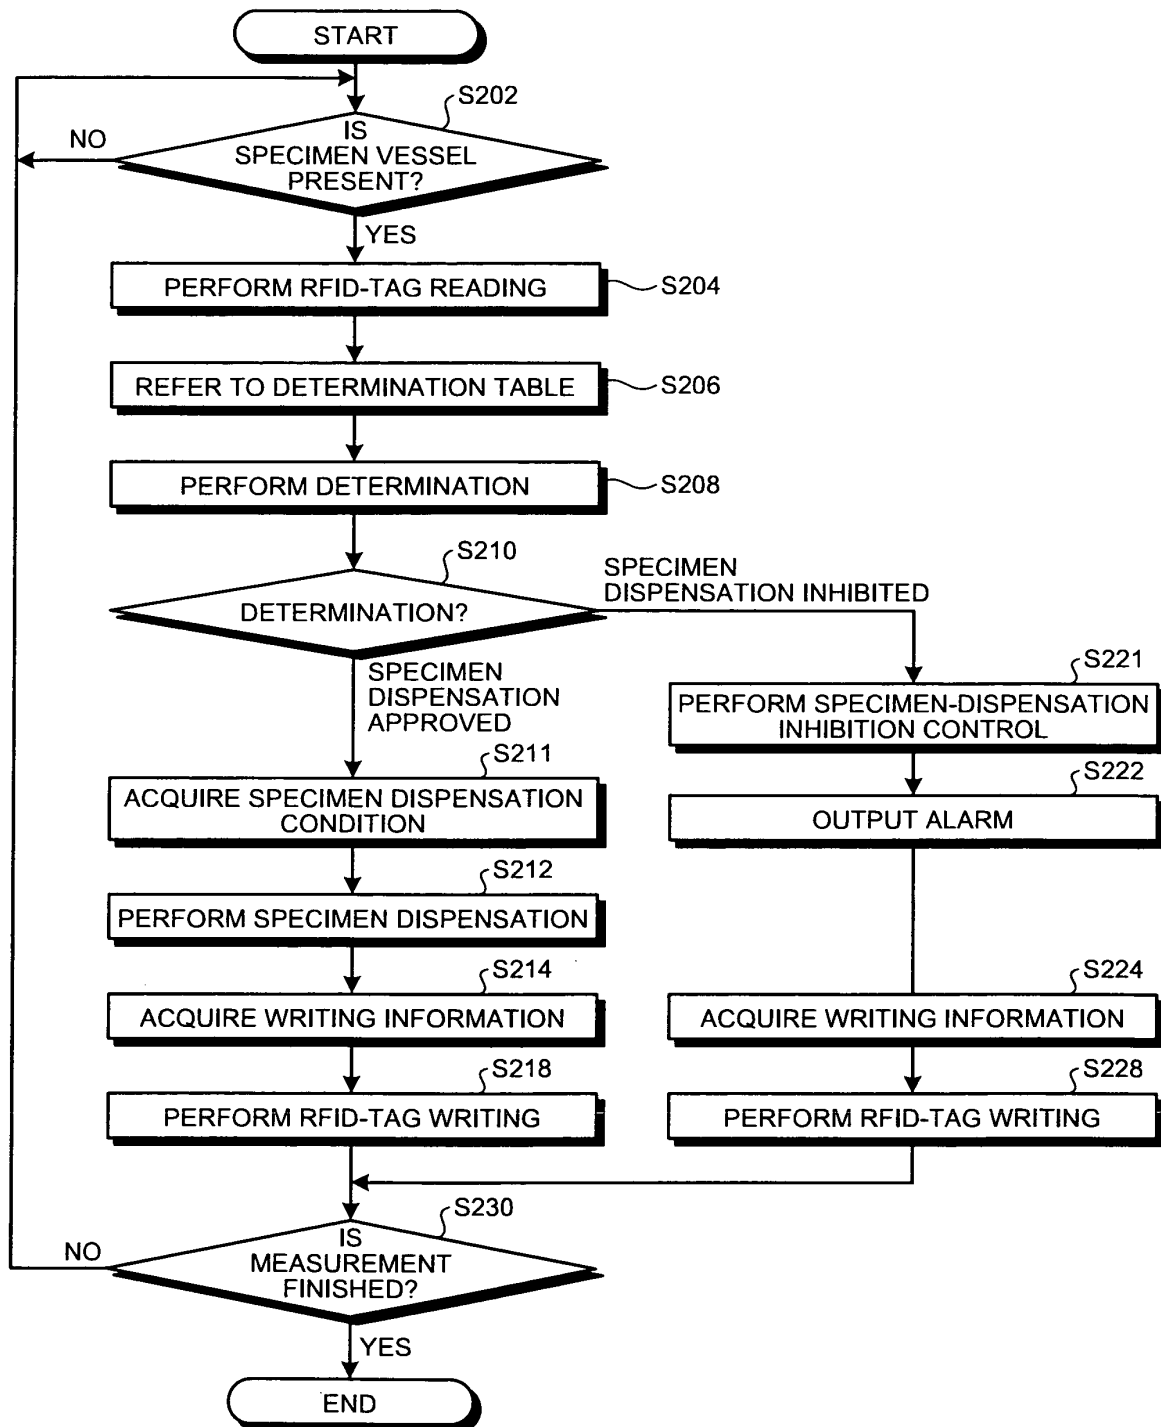 START
S202
NO
IS
SPECIMEN VESSEL
PRESENT?
YES
PERFORM RFID-TAG READING
S204
REFER TO DETERMINATION TABLE
S206
PERFORM DETERMINATION
S208
S210
DETERMINATION?
SPECIMEN
DISPENSATION INHIBITED
SPECIMEN
DISPENSATION
APPROVED
S211
ACQUIRE SPECIMEN DISPENSATION
CONDITION
S212
PERFORM SPECIMEN DISPENSATION
S214
ACQUIRE WRITING INFORMATION
S218
PERFORM RFID-TAG WRITING
S221
PERFORM SPECIMEN-DISPENSATION
INHIBITION CONTROL
S222
OUTPUT ALARM
S224
ACQUIRE WRITING INFORMATION
S228
PERFORM RFID-TAG WRITING
S230
NO
IS
MEASUREMENT
FINISHED?
YES
END